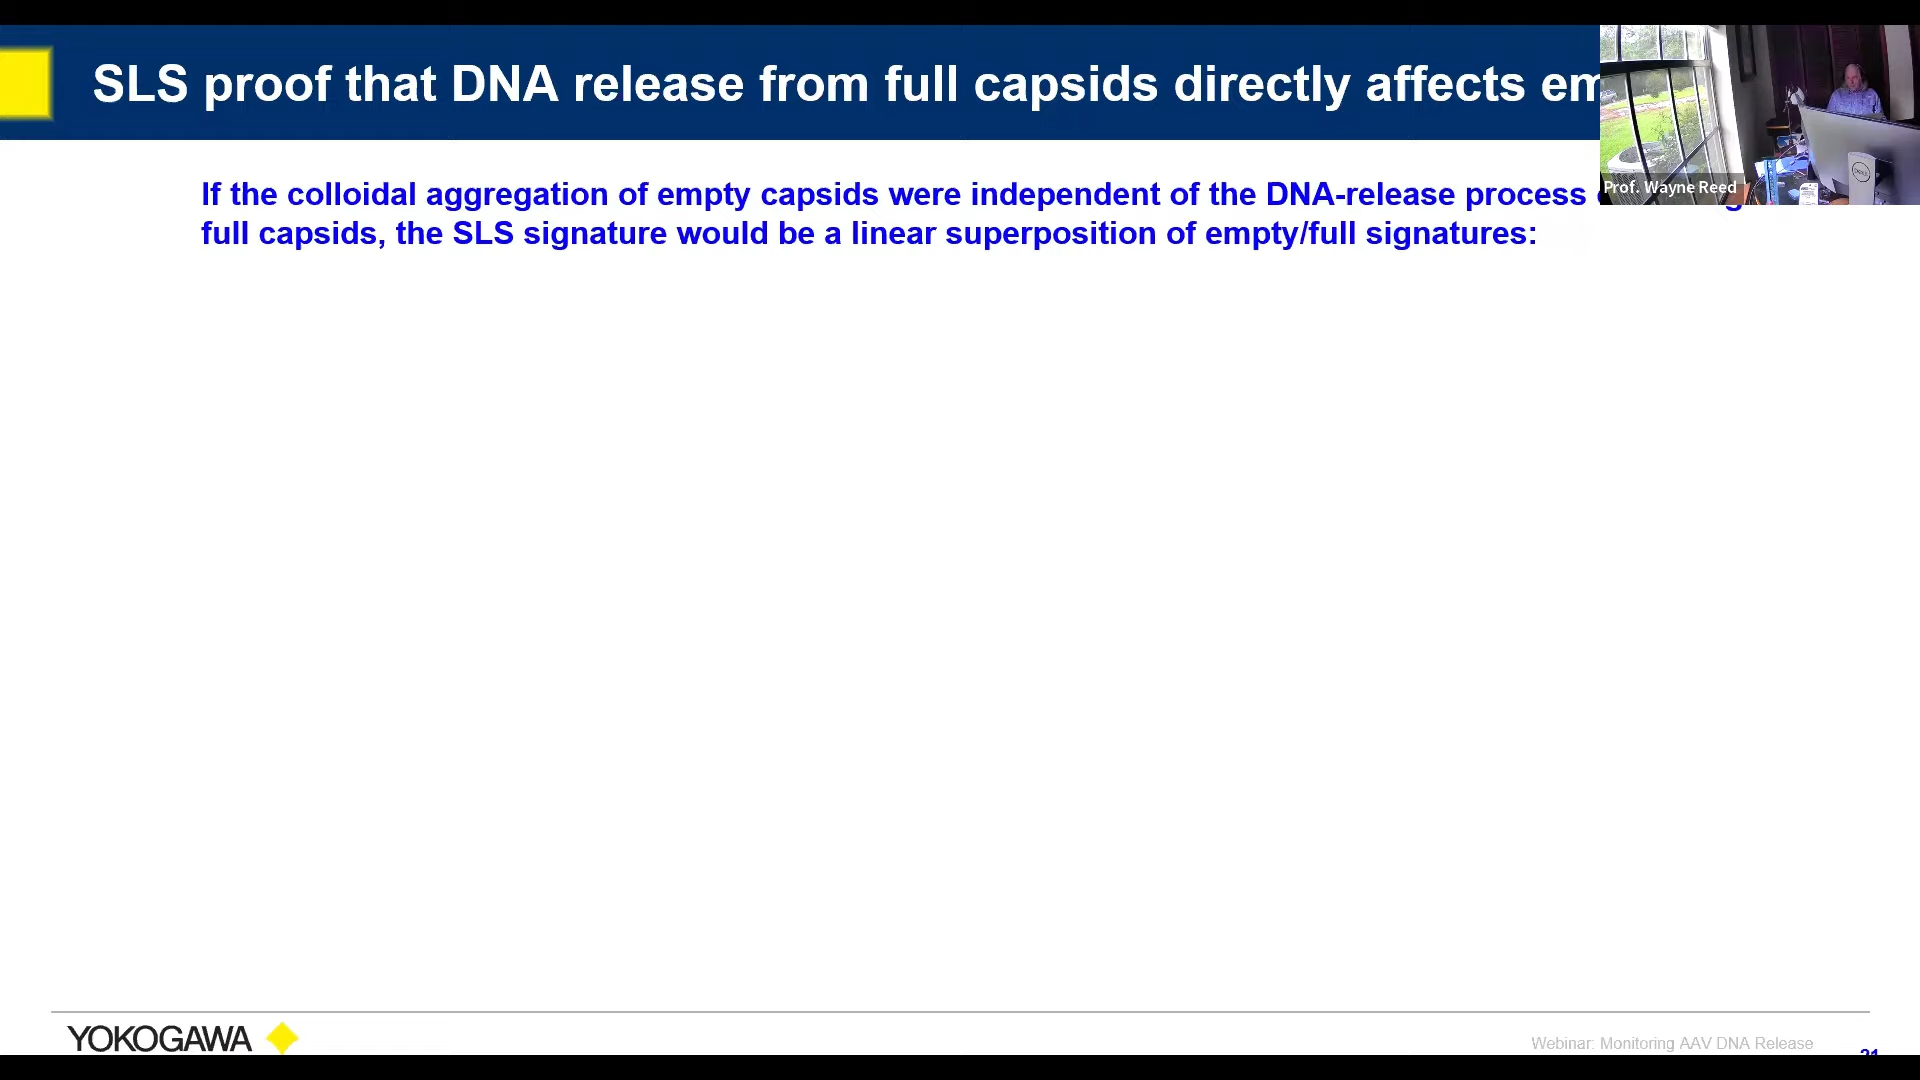 SLS proof that DNA release from full capsids directly affects em
Prof. Wayne Reed
If the colloidal aggregation of empty capsids were independent of the DNA-release process
full capsids, the SLS signature would be a linear superposition of empty/full signatures:
YOKOGAWA
Webinar: Monitoring AAV DNA Release
21